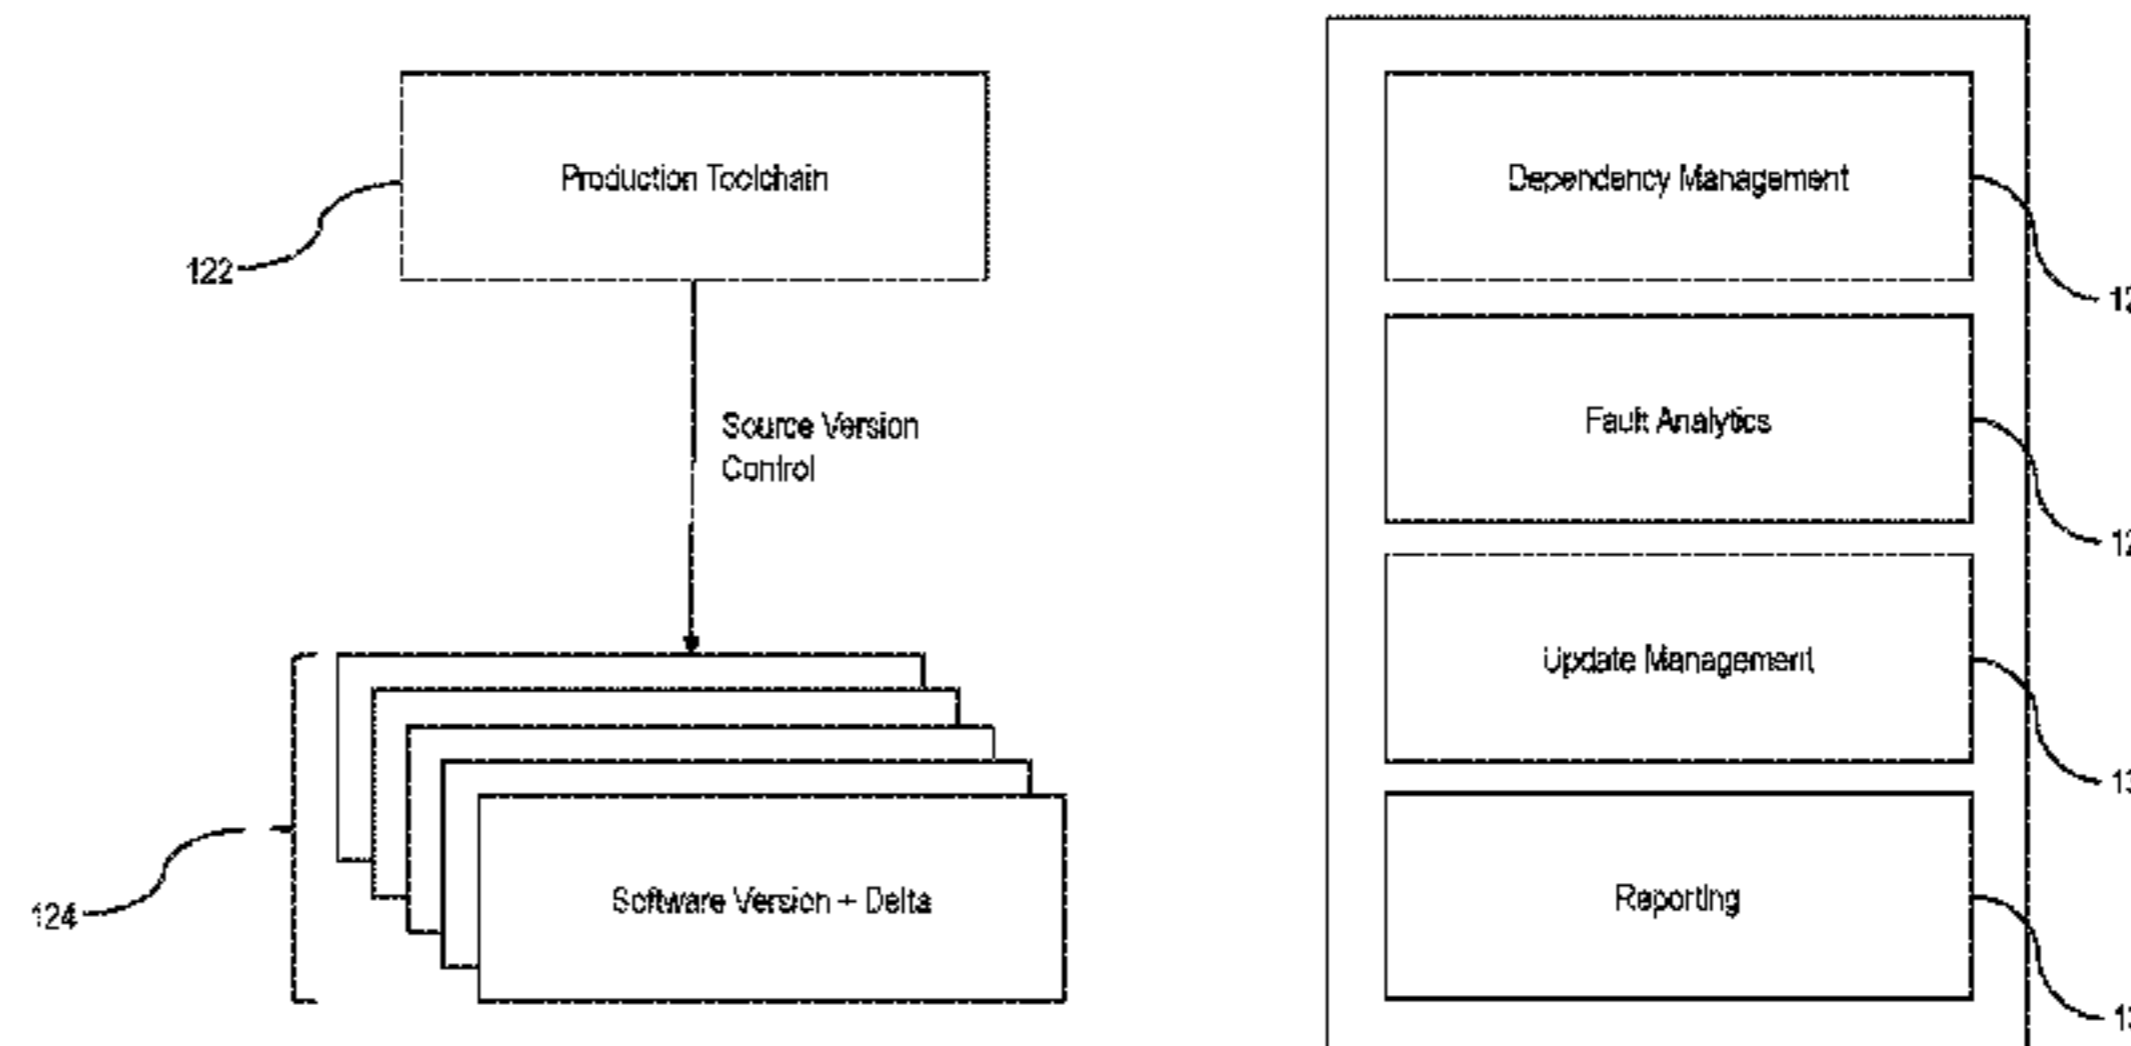 Production Toolchain
122
Source Version
Control
124
Software Version + Delta
Dependency Management
Fault Analytics
Update Management
Reporting